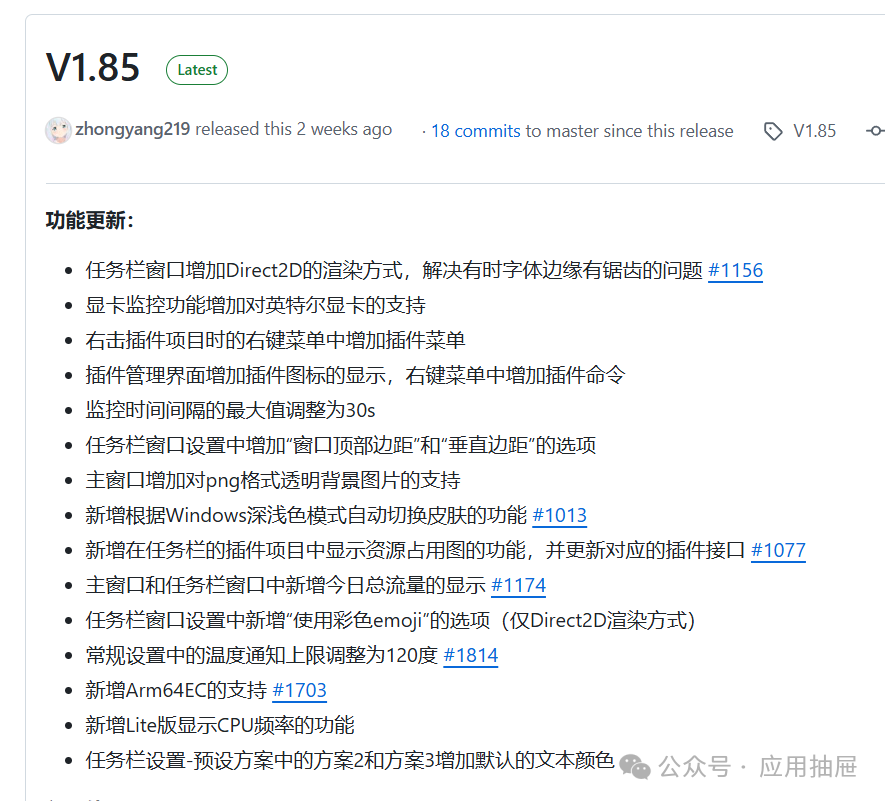 V1.85 Latest
zhongyang219 released this 2 weeks ago · 18 commits to master since this release V1.85
功能更新：
任务栏窗口增加Direct2D的渲染方式，解决有时字体边缘有锯齿的问题 #1156
显卡监控功能增加对英特尔显卡的支持
右击插件项目时的右键菜单中增加插件菜单
插件管理界面增加插件图标的显示，右键菜单中增加插件命令
监控时间间隔的最大值调整为30s
任务栏窗口设置中增加“窗口顶部边距”和“垂直边距”的选项
主窗口增加对png格式透明背景图片的支持
新增根据Windows深浅色模式自动切换皮肤的功能 #1013
新增在任务栏的插件项目中显示资源占用图的功能，并更新对应的插件接口 #1077
主窗口和任务栏窗口中新增今日总流量的显示 #1174
任务栏窗口设置中新增“使用彩色emoji”的选项（仅Direct2D渲染方式）
常规设置中的温度通知上限调整为120度 #1814
新增Arm64EC的支持 #1703
新增Lite版显示CPU频率的功能
任务栏设置-预设方案中的方案2和方案3增加默认的文本颜色
公众号 · 应用抽屉